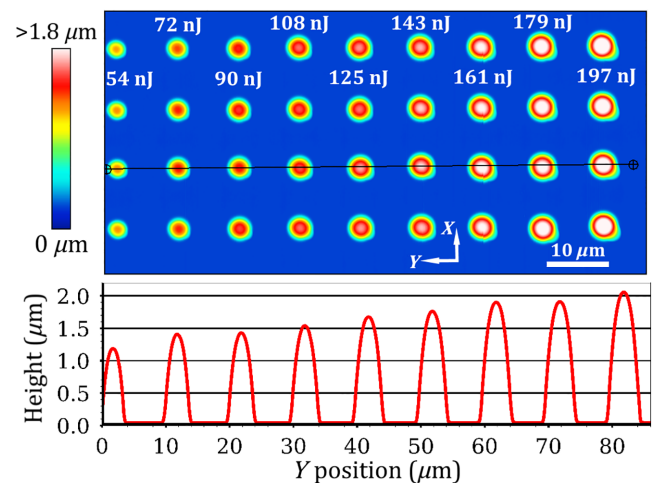 >1.8 μm
0 μm
72 nJ 108 nJ 143 nJ 179 nJ
54 nJ 90 nJ 125 nJ 161 nJ 197 nJ
X
Y
10 μm
Height (μm)
2.0
1.5
1.0
0.5
0.0
0 10 20 30 40 50 60 70 80
Y position (μm)